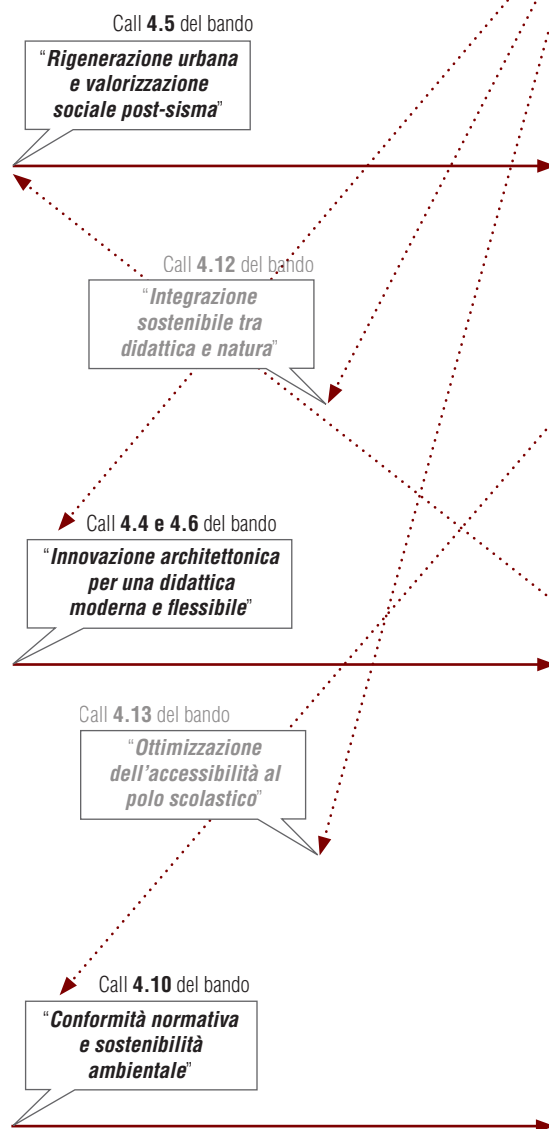 Call 4.5 del bando
“Rigenerazione urbana
e valorizzazione
sociale post-sisma”
Call 4.12 del bando
“Integrazione
sostenibile tra
didattica e natura”
Call 4.4 e 4.6 del bando
“Innovazione architettonica
per una didattica
moderna e flessibile”
Call 4.13 del bando
“Ottimizzazione
dell’accessibilità al
polo scolastico”
Call 4.10 del bando
“Conformità normativa
e sostenibilità
ambientale”